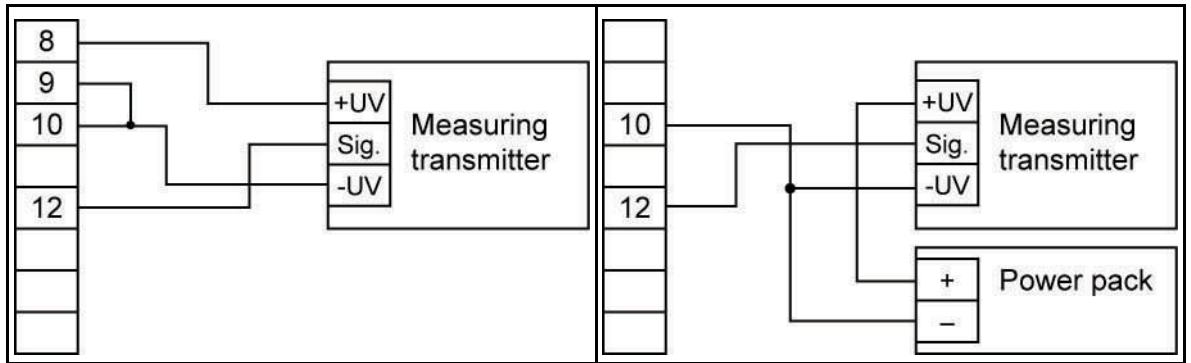 8
9
10
12
+UV
Sig.
-UV
Measuring
transmitter
10
12
+UV
Sig.
-UV
Measuring
transmitter
+
–
Power pack